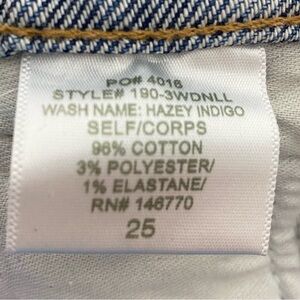 PO# 4016
STYLE# 190-3WDNLL
WASH NAME: HAZEY INDIGO
SELF/CORPS
96% COTTON
3% POLYESTER/
1% ELASTANE/
RN# 146770
25